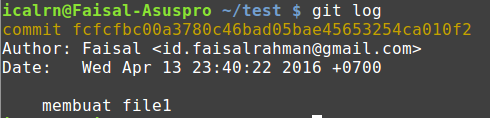 icalrn@Faisal-Asuspro ~/test $ git log
commit fcfcfbc00a3780c46bad05bae45653254ca010f2
Author: Faisal <id.faisalrahman@gmail.com>
Date:   Wed Apr 13 23:40:22 2016 +0700
    membuat file1